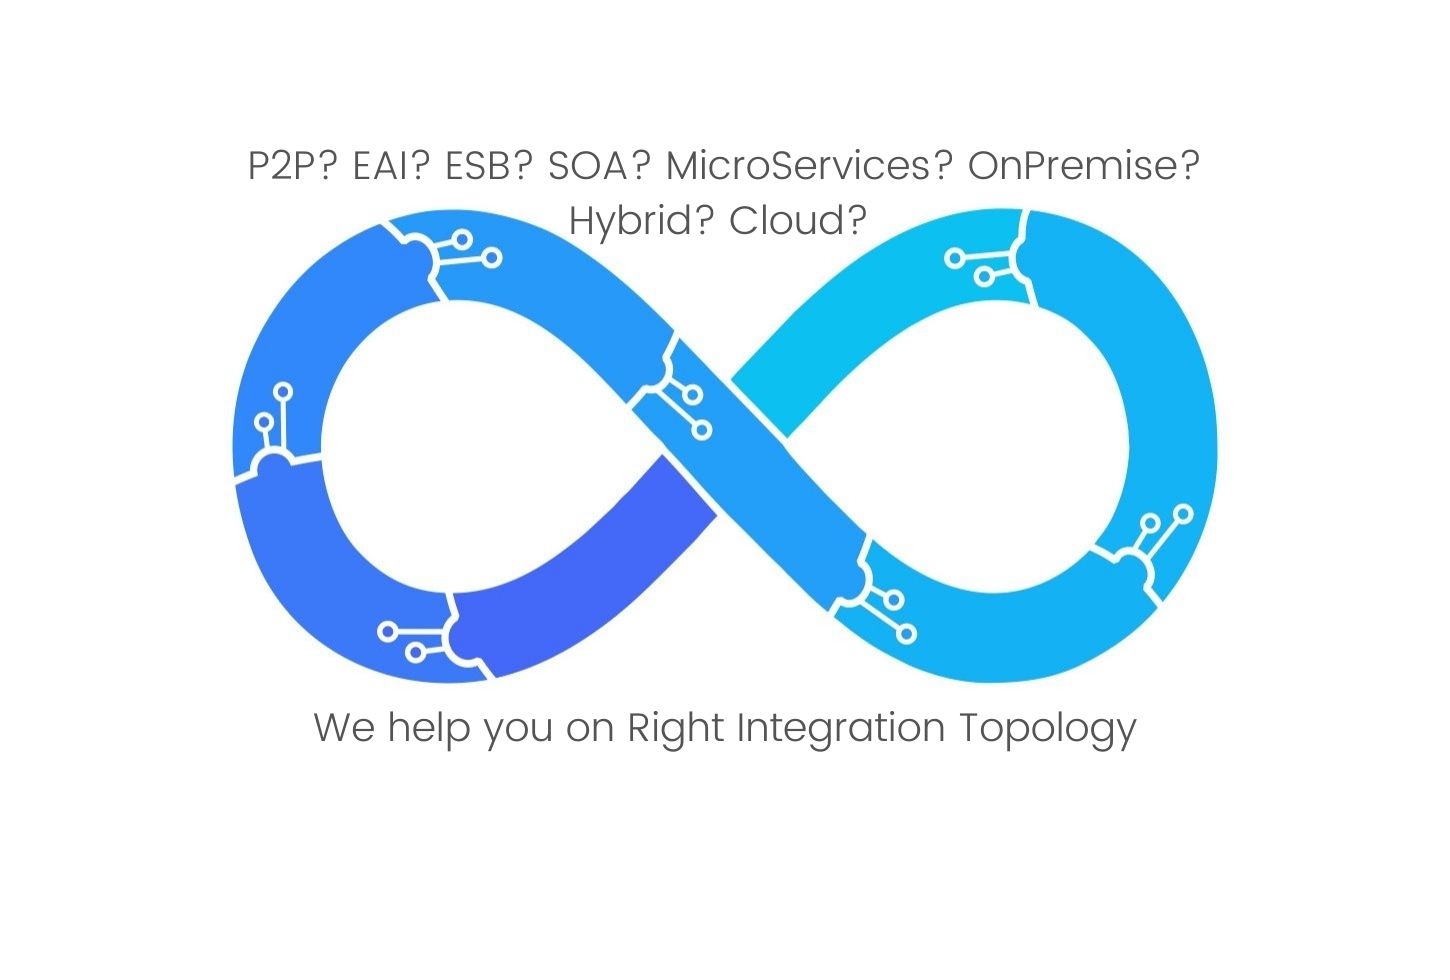 P2P? EAI? ESB? SOA? MicroServices? OnPremise?
Hybrid? Cloud?
We help you on Right Integration Topology